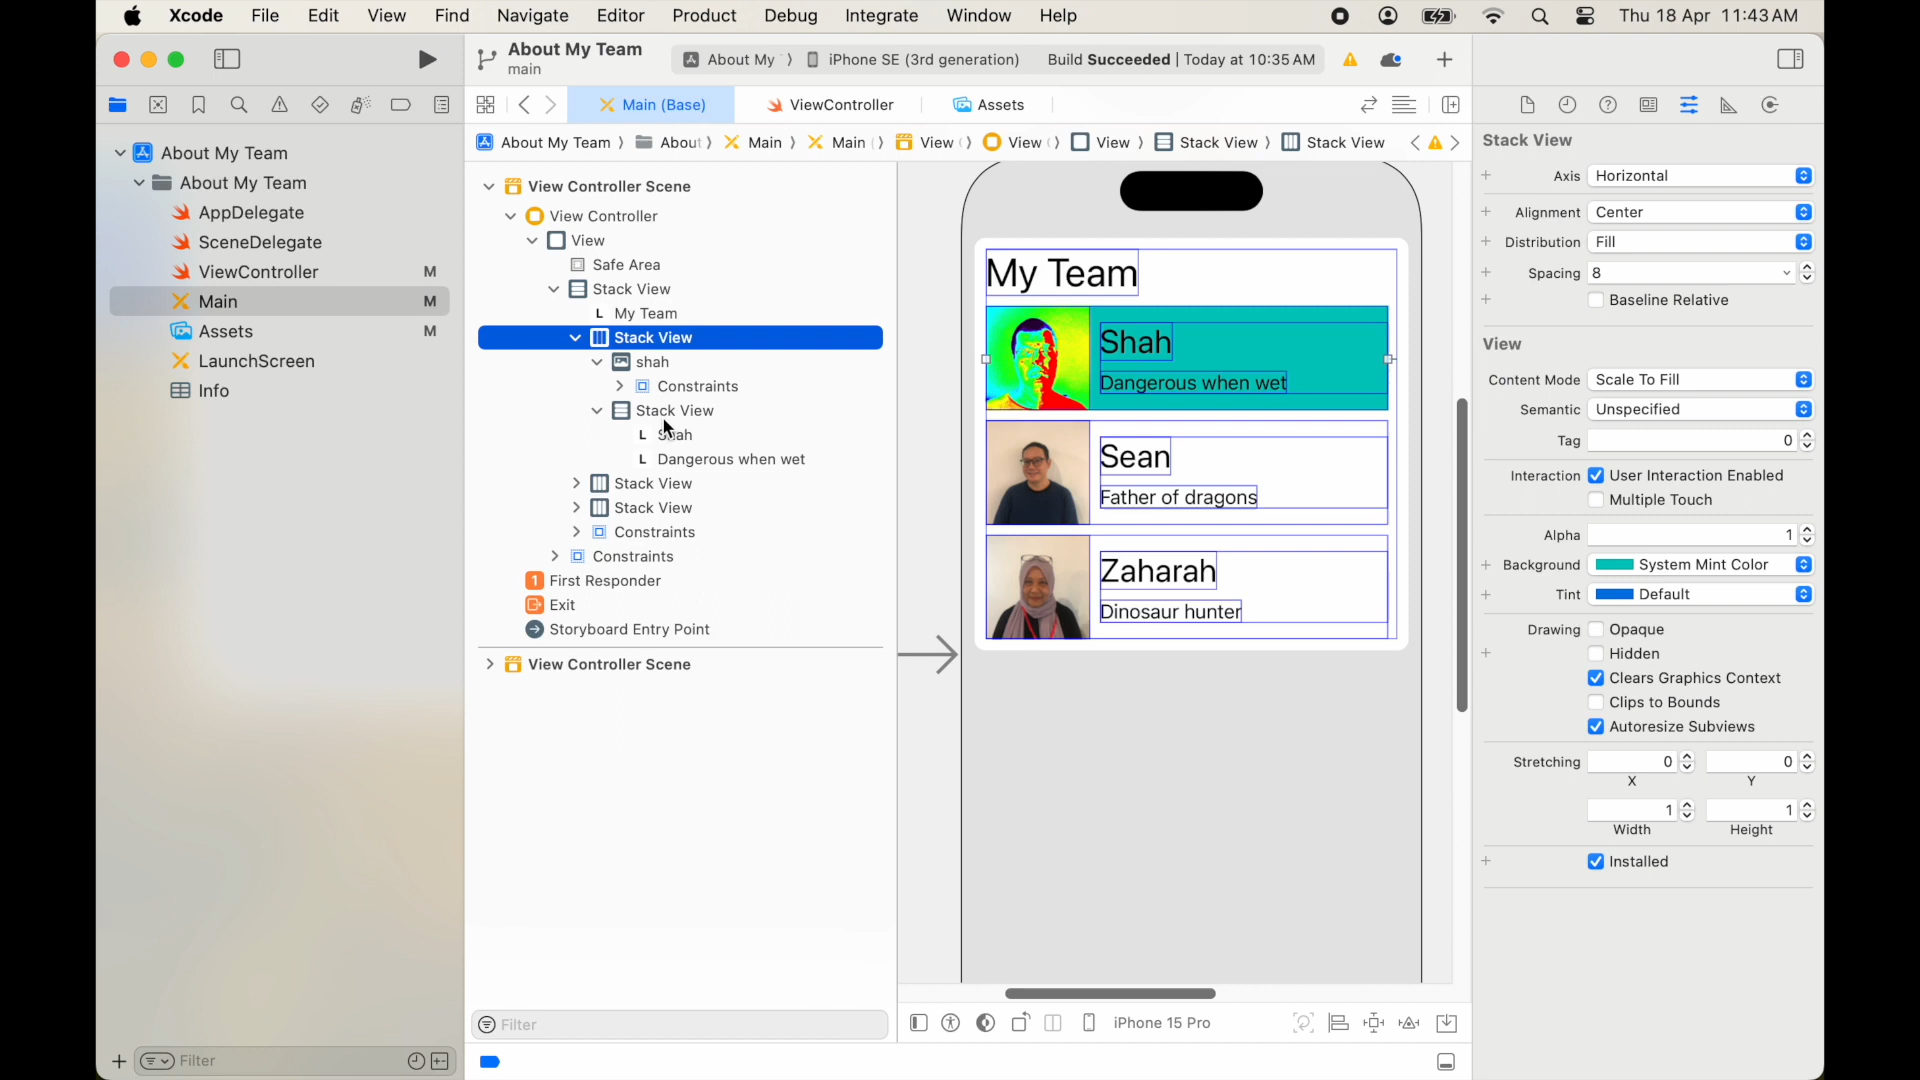 Xcode File Edit View Find Navigate Editor Product Debug Integrate Window Help Thu 18 Apr 11:43 AM
About My Team
main
About My 〉 iPhone SE (3rd generation) Build Succeeded | Today at 10:35 AM
Main (Base) ViewController Assets
About My Team 〉 Abou 〉 Main 〉 Main 〉 View 〉 View 〉 View 〉 Stack View 〉 Stack View
About My Team
About My Team
AppDelegate
SceneDelegate
ViewController M
Main M
Assets M
LaunchScreen
Info
Filter
View Controller Scene
View Controller
View
Safe Area
Stack View
L My Team
Stack View
shah
Constraints
Stack View
L Shah
L Dangerous when wet
Stack View
Stack View
Constraints
Constraints
First Responder
Exit
Storyboard Entry Point
View Controller Scene
Filter
My Team
Shah
Dangerous when wet
Sean
Father of dragons
Zaharah
Dinosaur hunter
iPhone 15 Pro
Stack View
Axis Horizontal
Alignment Center
Distribution Fill
Spacing 8
Baseline Relative
View
Content Mode Scale To Fill
Semantic Unspecified
Tag 0
Interaction User Interaction Enabled
Multiple Touch
Alpha 1
Background System Mint Color
Tint Default
Drawing Opaque
Hidden
Clears Graphics Context
Clips to Bounds
Autoresize Subviews
Stretching 0 0
X Y
1 1
Width Height
Installed